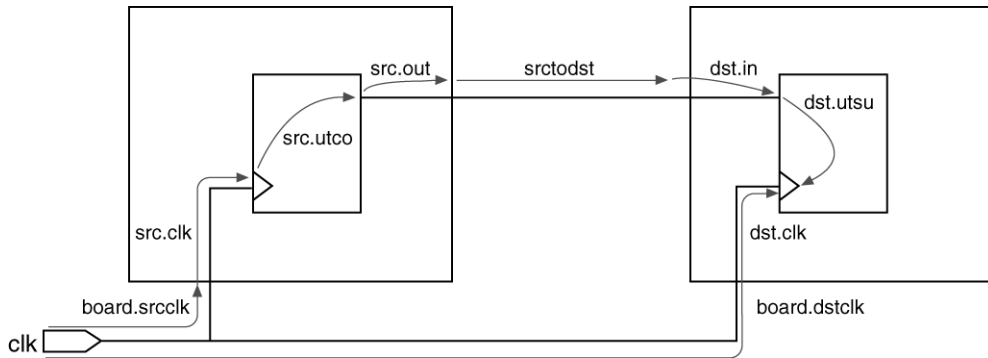 src.out
srctodst
dst.in
src.utco
dst.utsu
src.clk
dst.clk
board.srcclk
board.dstclk
clk